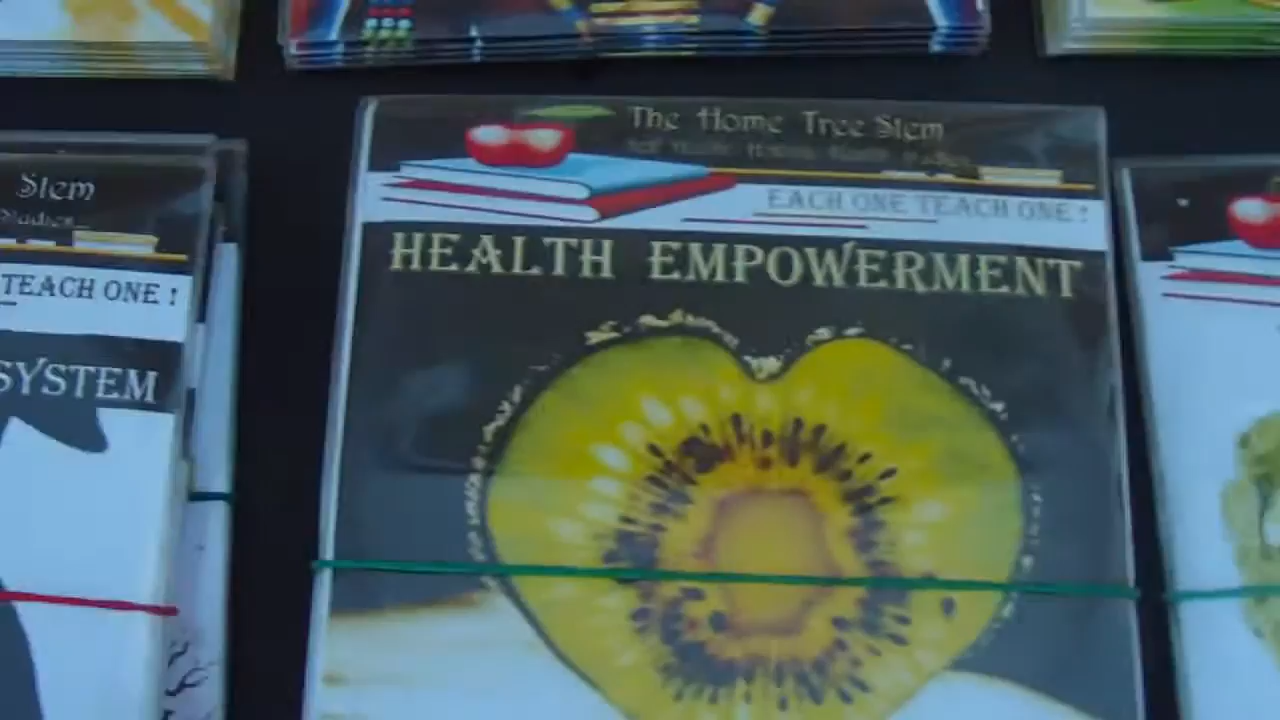 The Home Tree Stem
EACH ONE TEACH ONE !
HEALTH EMPOWERMENT
Stem
TEACH ONE !
SYSTEM